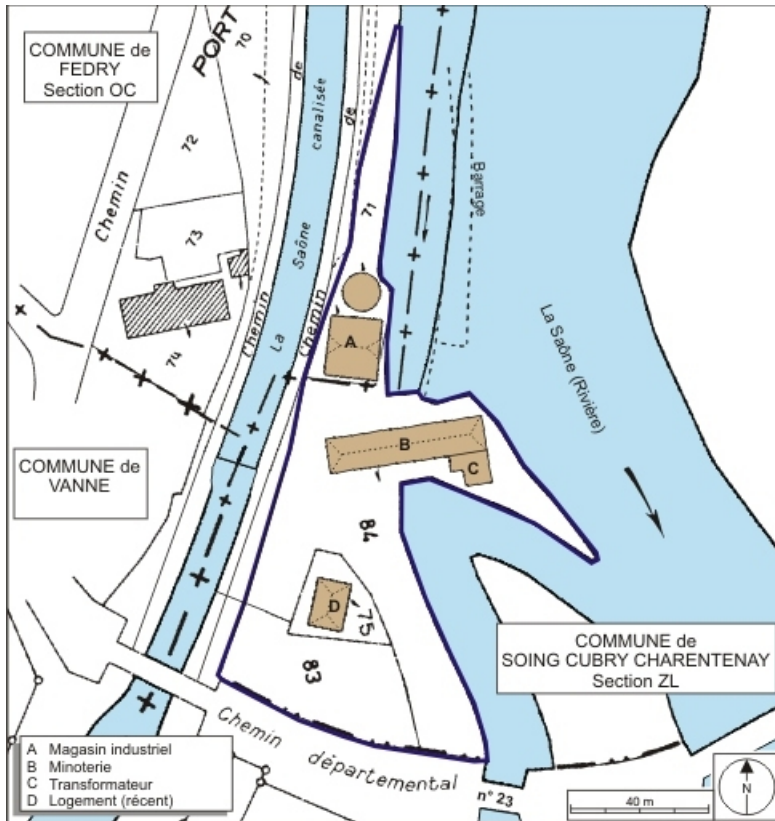 COMMUNE de
FEDRY
Section OC
PORT
70
de
canalisée
de
72
Chemin
71
Barrage
73
Saône
Chemin
de
A
La Saône (Rivière)
Chemin
de
La
74
B
C
COMMUNE de
VANNE
84
D
75
COMMUNE de
SOING CUBRY CHARENTENAY
Section ZL
83
Chemin
départemental
n° 23
A Magasin industriel
B Minoterie
C Transformateur
D Logement (récent)
40 m
N